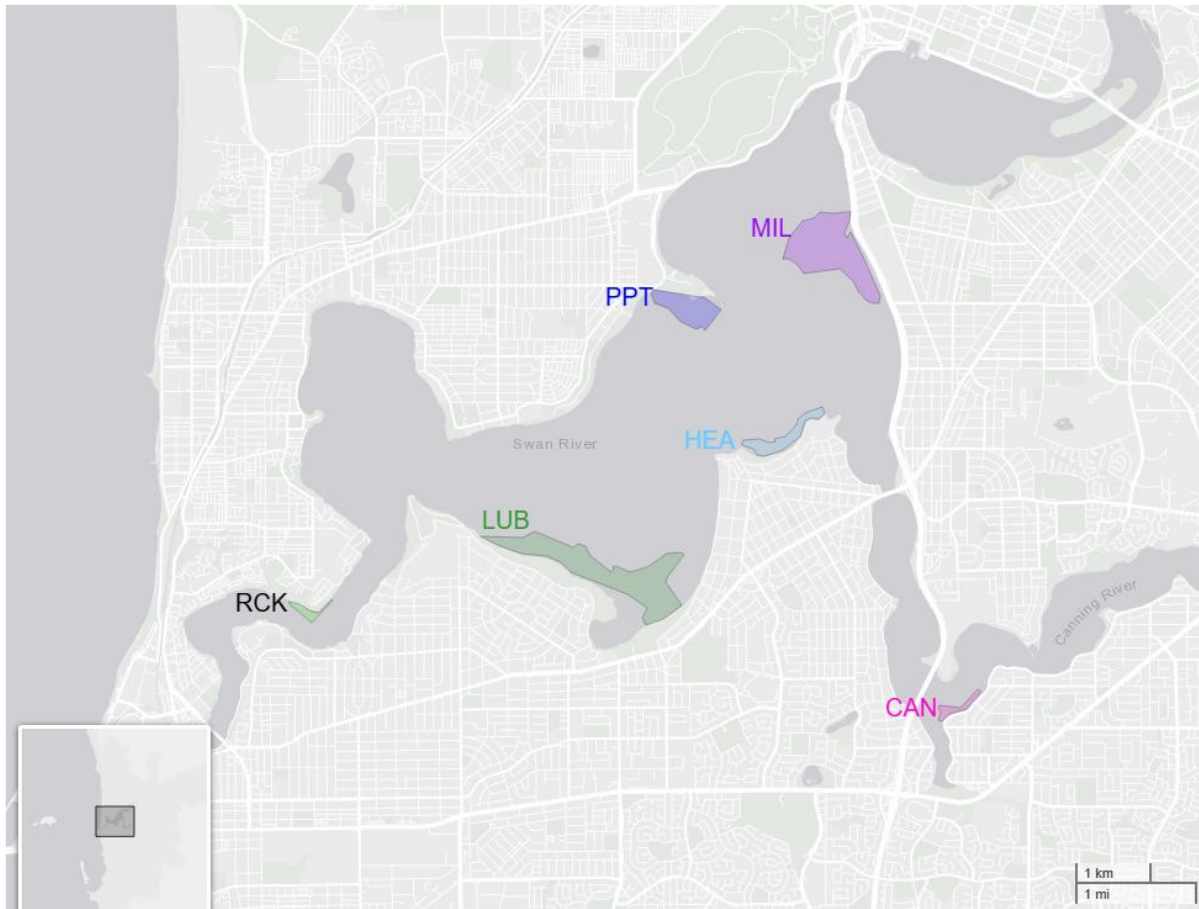 MIL
PPT
HEA
Swan River
LUB
RCK
Canning River
CAN
1 km
1 mi